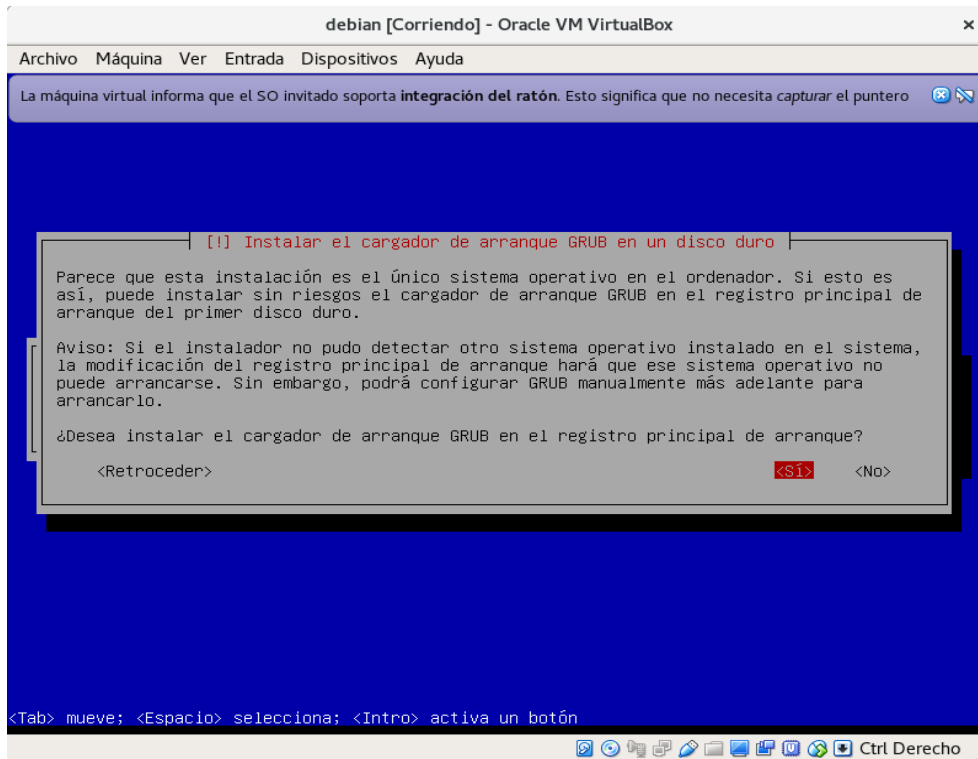 debian [Corriendo] - Oracle VM VirtualBox
Archivo Máquina Ver Entrada Dispositivos Ayuda
La máquina virtual informa que el SO invitado soporta integración del ratón. Esto significa que no necesita capturar el puntero
[!] Instalar el cargador de arranque GRUB en un disco duro
Parece que esta instalación es el único sistema operativo en el ordenador. Si esto es
así, puede instalar sin riesgos el cargador de arranque GRUB en el registro principal de
arranque del primer disco duro.
Aviso: Si el instalador no pudo detectar otro sistema operativo instalado en el sistema,
la modificación del registro principal de arranque hará que ese sistema operativo no
puede arrancarse. Sin embargo, podrá configurar GRUB manualmente más adelante para
arrancarlo.
¿Desea instalar el cargador de arranque GRUB en el registro principal de arranque?
<Retroceder> <Sí> <No>
<Tab> mueve; <Espacio> selecciona; <Intro> activa un botón
Ctrl Derecho